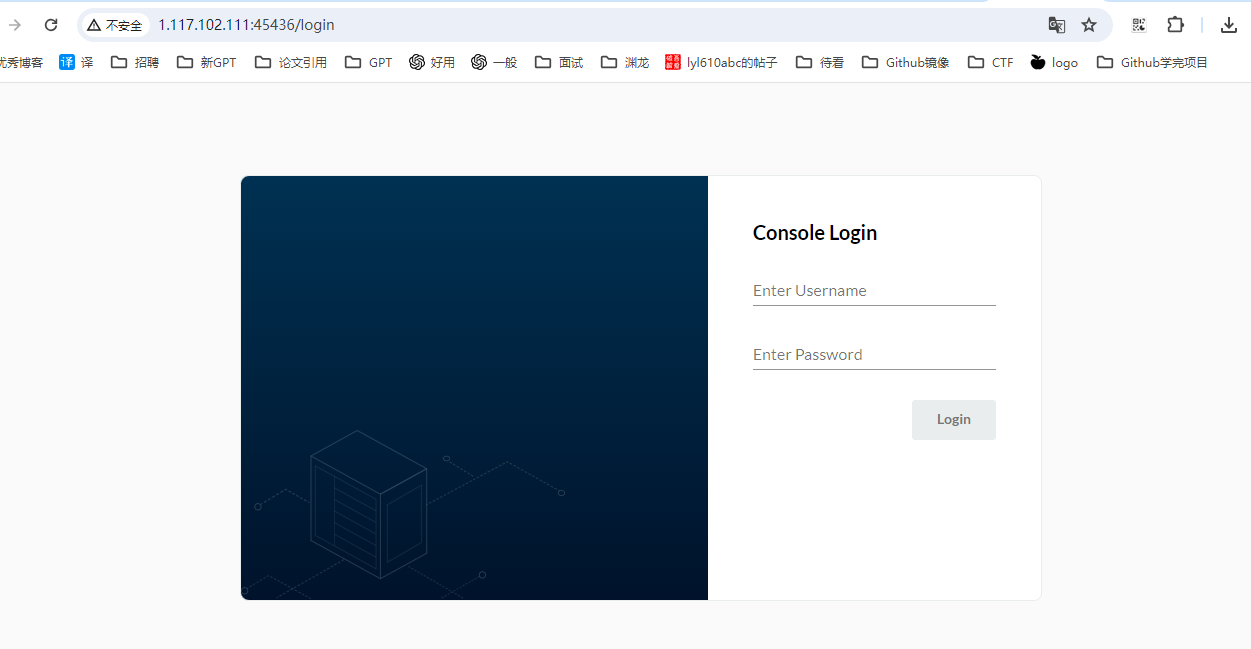 不安全 1.117.102.111:45436/login
优秀博客 译 译 招聘 新GPT 论文引用 GPT 好用 一般 面试 渊龙 lyl610abc的帖子 待看 Github镜像 CTF logo Github学完项目
Console Login
Enter Username
Enter Password
Login